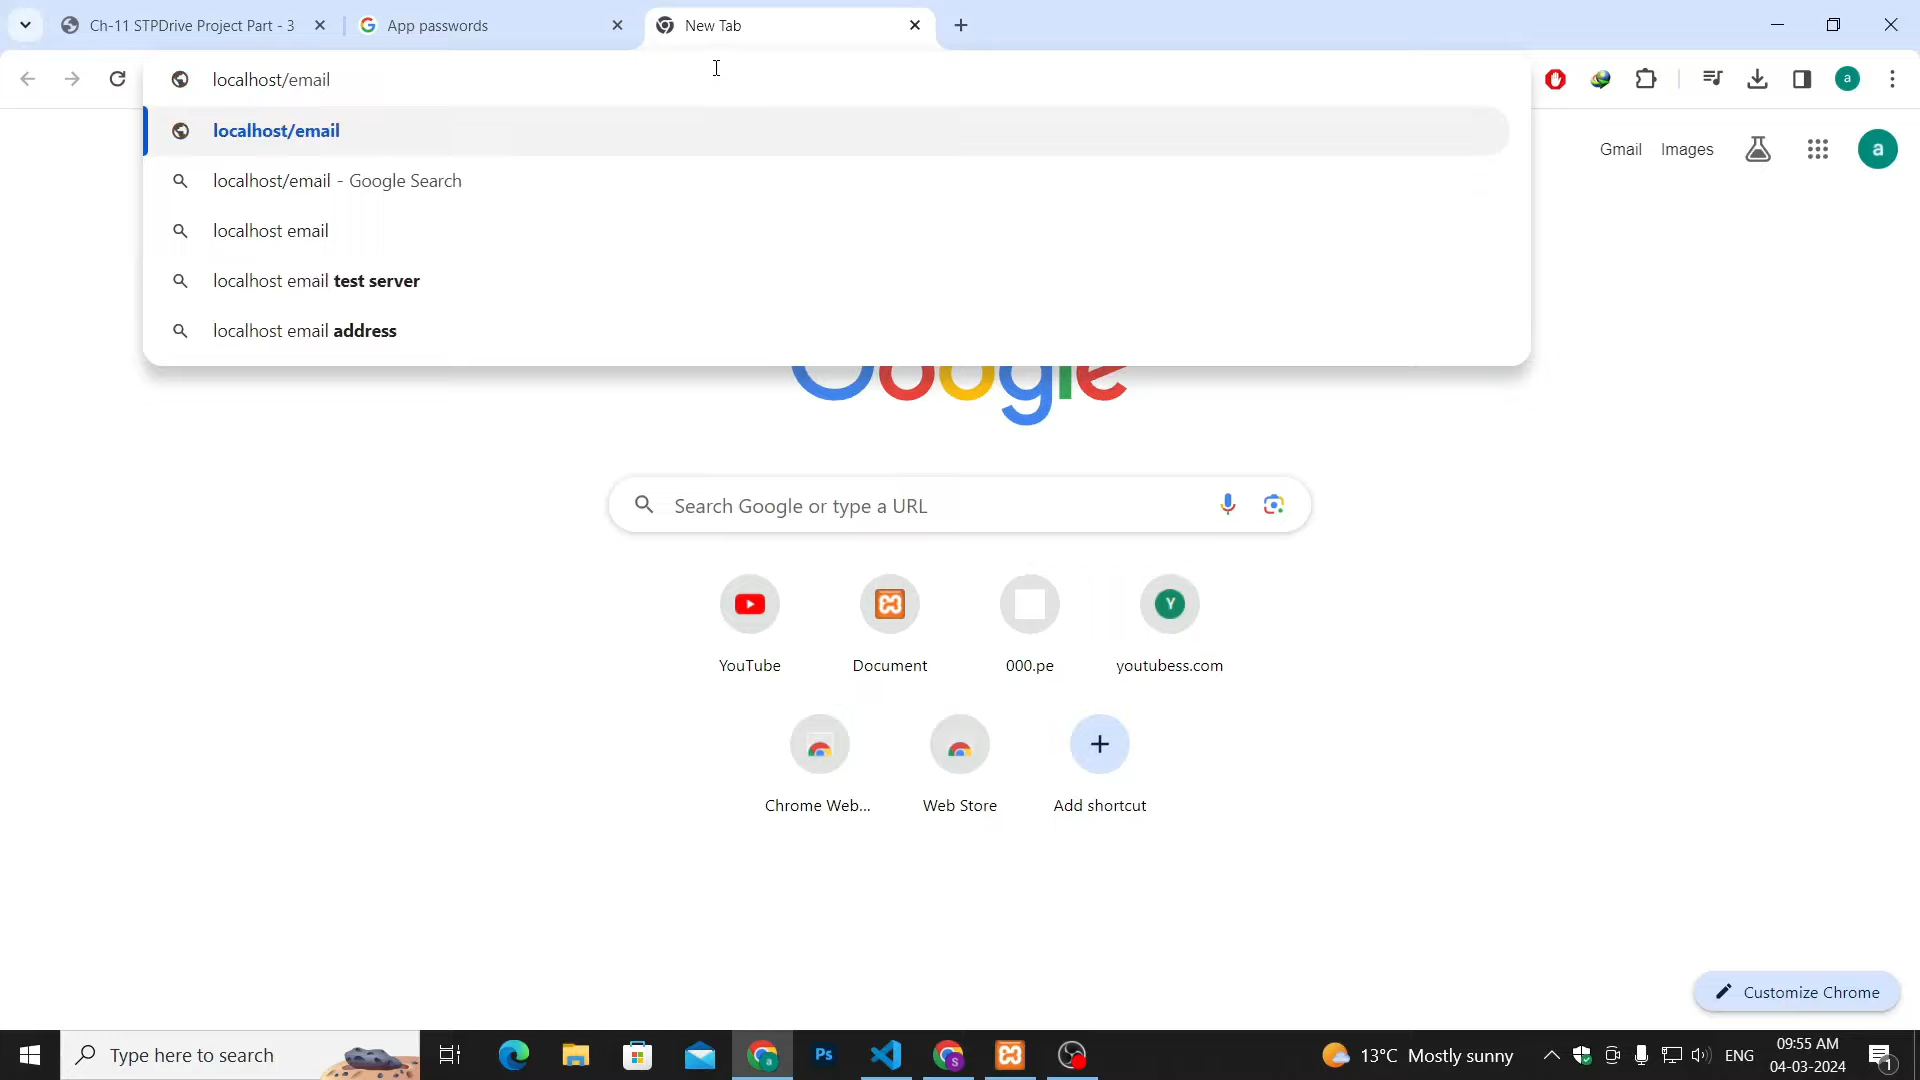 Ch-11 STPDrive Project Part - 3
App passwords
New Tab
localhost/email
a
localhost/email
localhost/email - Google Search
localhost email
localhost email test server
localhost email address
Gmail
Images
a
Google
Search Google or type a URL
Y
YouTube
Document
000.pe
youtubess.com
Chrome Web...
Web Store
Add shortcut
Customize Chrome
Type here to search
a
Ps
S
13°C Mostly sunny
ENG
09:55 AM
04-03-2024
1